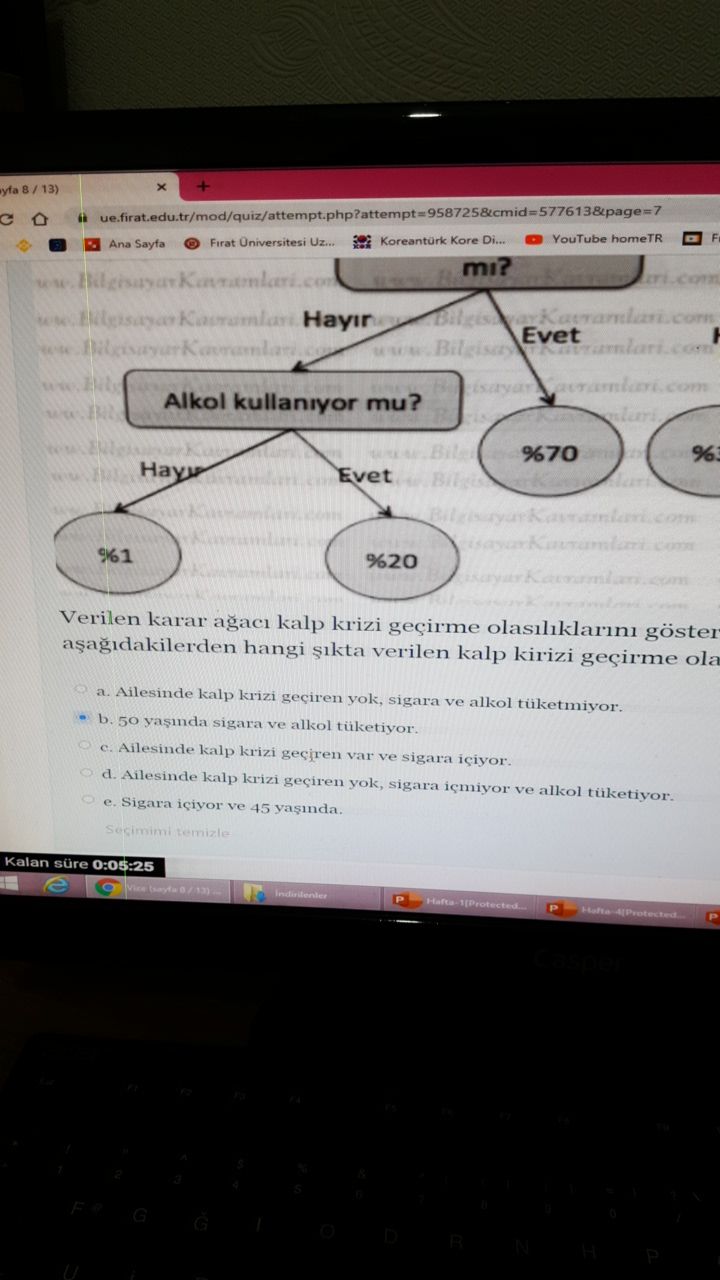 yfa 8 / 13)
ue.firat.edu.tr/mod/quiz/attempt.php?attempt=958725&cmid=577613&page=7
Ana Sayfa Fırat Üniversitesi Uz... Koreantürk Kore Di... YouTube homeTR
mı?
Hayır
Evet
Alkol kullanıyor mu?
%70
Hayır
Evet
%1
%20
www.BilgisayarKavramlari.com
Verilen karar ağacı kalp krizi geçirme olasılıklarını göster
aşağıdakilerden hangi şıkta verilen kalp kirizi geçirme ola
a. Ailesinde kalp krizi geçiren yok, sigara ve alkol tüketmiyor.
b. 50 yaşında sigara ve alkol tüketiyor.
c. Ailesinde kalp krizi geçiren var ve sigara içiyor.
d. Ailesinde kalp krizi geçiren yok, sigara içmiyor ve alkol tüketiyor.
e. Sigara içiyor ve 45 yaşında.
Seçimimi temizle
Kalan süre 0:05:25
Vize (sayfa 8 / 13) ... İndirilenler Hafta-1[Protected... Hafta-4[Protected...
Casper